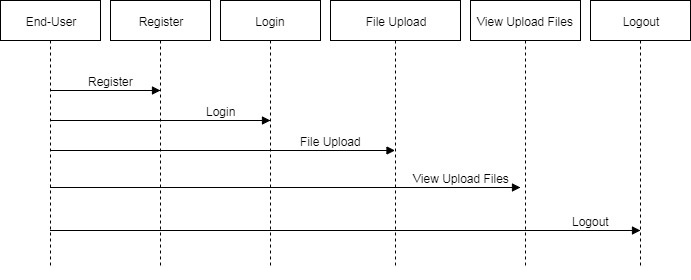 End-User Register Login File Upload View Upload Files Logout
Register
Login
File Upload
View Upload Files
Logout